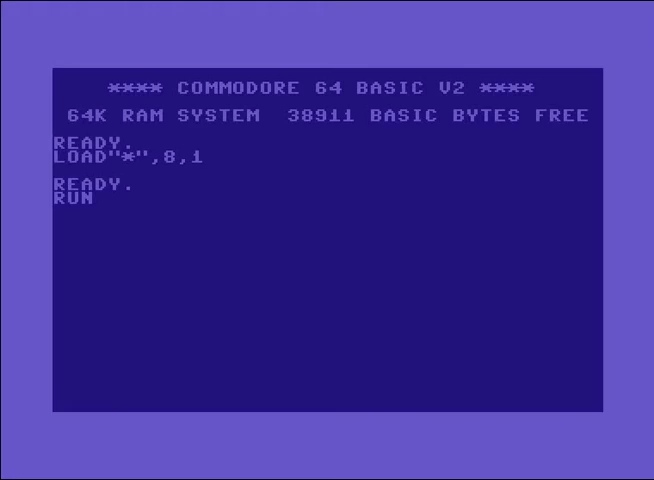 **** COMMODORE 64 BASIC V2 ****
64K RAM SYSTEM  38911 BASIC BYTES FREE
READY.
LOAD"*",8,1
READY.
RUN